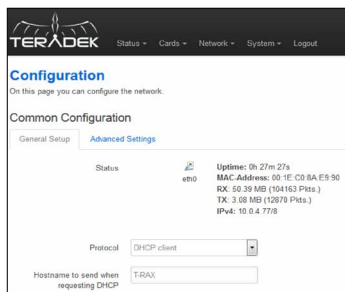 TERADEK
Status Cards Network System Logout
Configuration
On this page you can configure the network.
Common Configuration
General Setup Advanced Settings
Status
eth0
Uptime: 0h 27m 27s
MAC-Address: 00:1E:C0:8A:E9:90
RX: 50.39 MB (104163 Pkts.)
TX: 3.08 MB (12870 Pkts.)
IPv4: 10.0.4.77/8
Protocol DHCP client
Hostname to send when requesting DHCP T-RAX